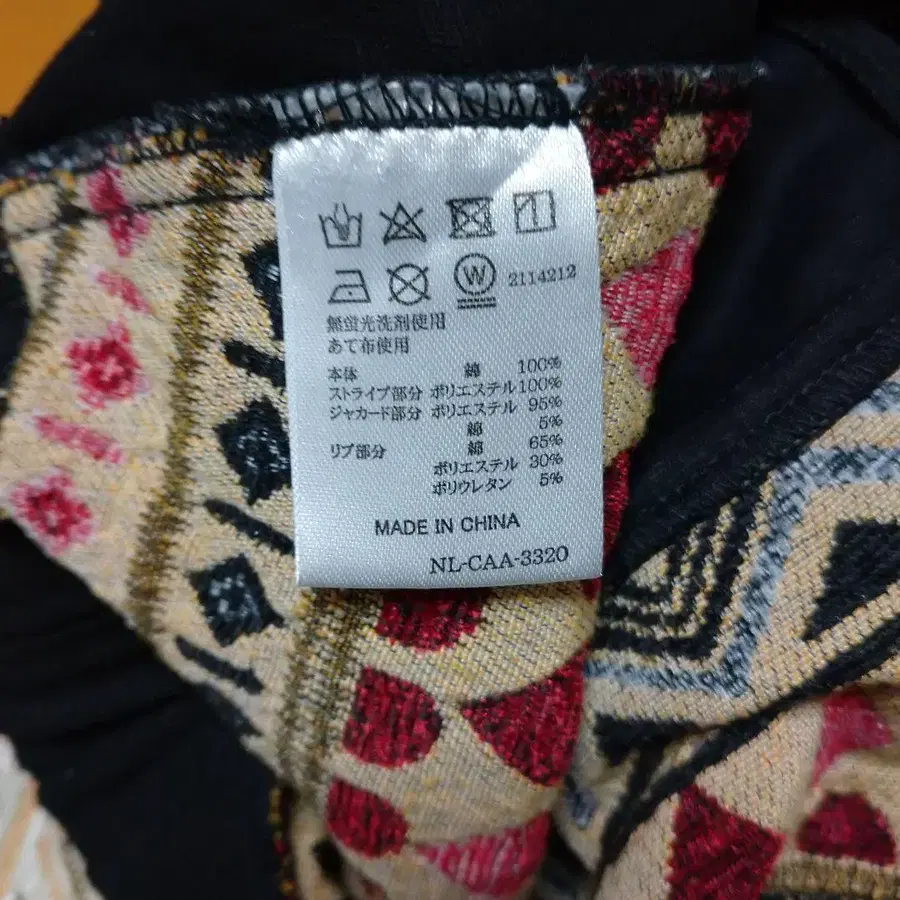 W 2114212
無蛍光洗剤使用
あて布使用
本体 綿 100%
ストライプ部分 ポリエステル 100%
ジャカード部分 ポリエステル 95%
綿 5%
リブ部分 綿 65%
ポリエステル 30%
ポリウレタン 5%
MADE IN CHINA
NL-CAA-3320